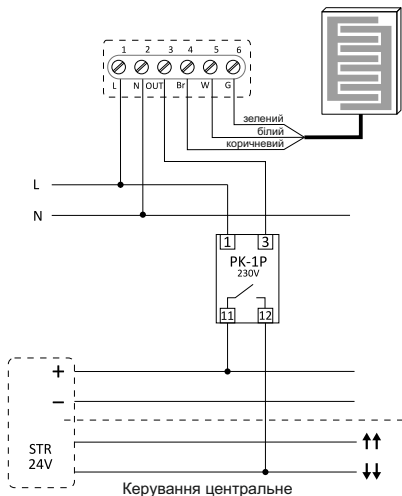 1 2 3 4 5 6
L N OUT Br W G
зелений
білий
коричневий
L
N
1 3
PK-1P
230V
11 12
+
−
STR
24V
Керування центральне